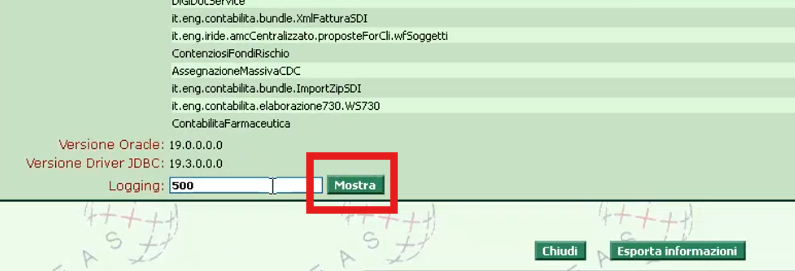 DigiDocService
it.eng.contabilita.bundle.XmlFatturaSDI
it.eng.iride.amcCentralizzato.proposteForCli.wfSoggetti
ContenziosiFondiRischio
AssegnazioneMassivaCDC
it.eng.contabilita.bundle.ImportZipSDI
it.eng.contabilita.elaborazione730.WS730
ContabilitaFarmaceutica
Versione Oracle: 19.0.0.0.0
Versione Driver JDBC: 19.3.0.0.0
Logging: 500 Mostra
E A S
E A S
E A S
Chiudi Esporta informazioni